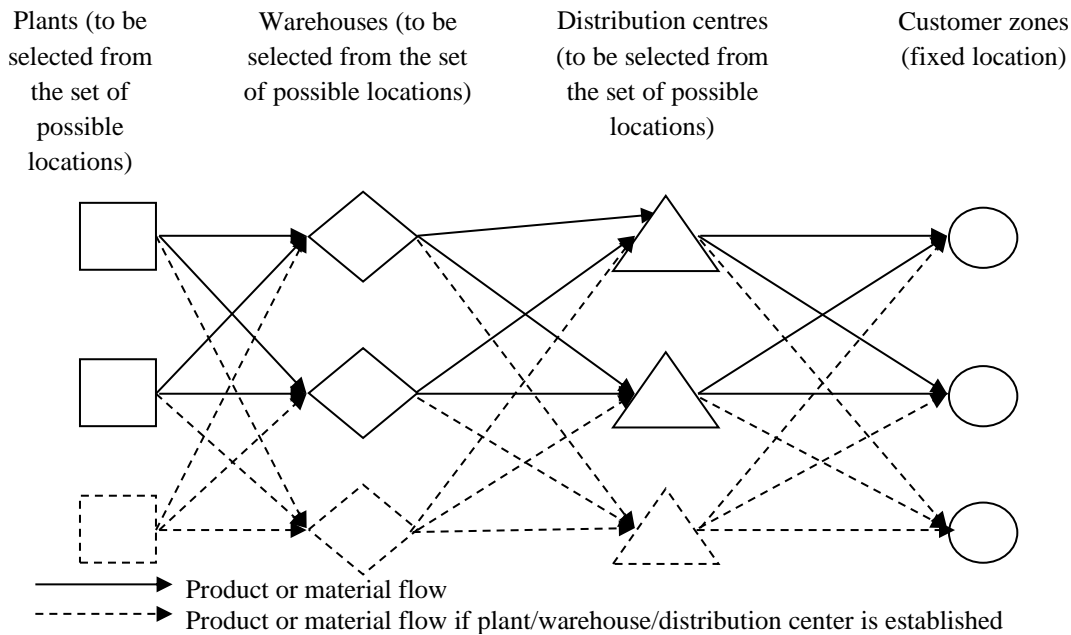 Plants (to be
selected from
the set of
possible
locations)
Warehouses (to be
selected from the set
of possible locations)
Distribution centres
(to be selected from
the set of possible
locations)
Customer zones
(fixed location)
Product or material flow
Product or material flow if plant/warehouse/distribution center is established